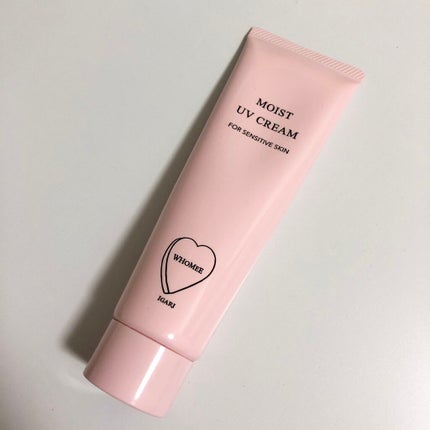 MOIST
UV CREAM
FOR SENSITIVE SKIN
WHOMEE
IGARI